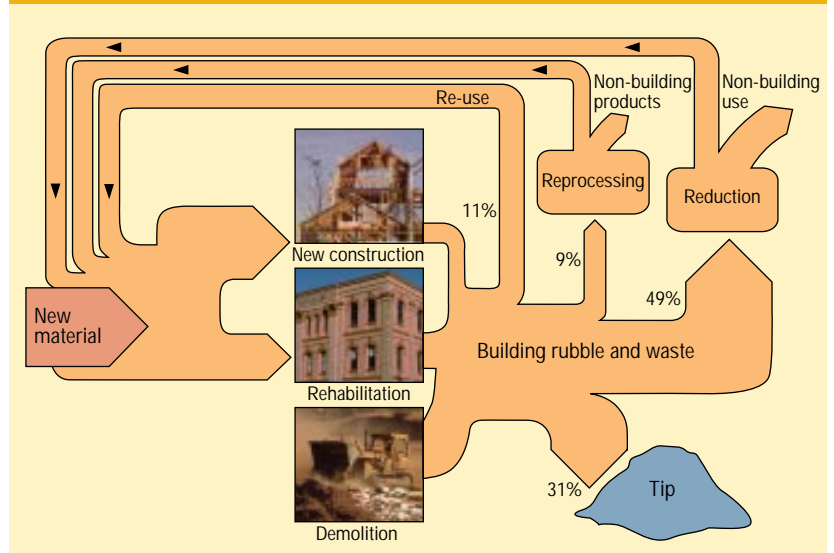 Re-use
Non-building
products
Non-building
use
Reprocessing
Reduction
11%
New construction
9%
49%
New
material
Building rubble and waste
Rehabilitation
31%
Tip
Demolition